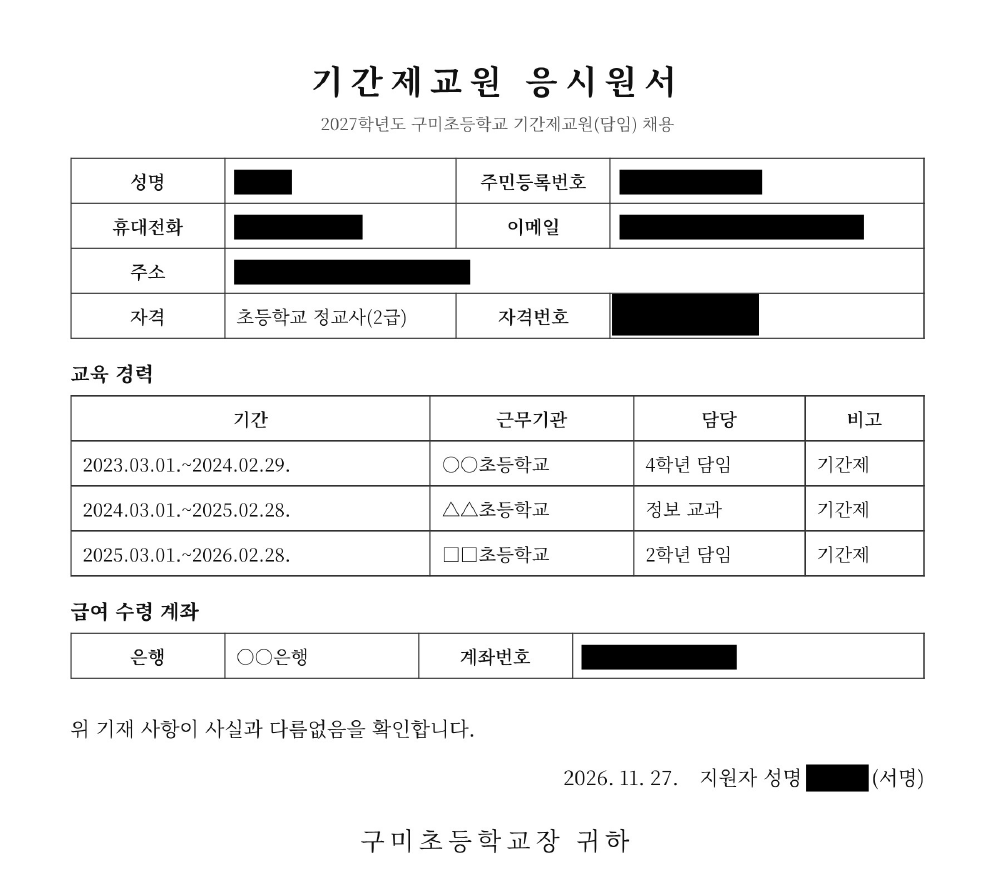 기간제교원 응시원서
2027학년도 구미초등학교 기간제교원(담임) 채용
성명 주민등록번호
휴대전화 이메일
주소
자격 초등학교 정교사(2급) 자격번호
교육 경력
기간 근무기관 담당 비고
2023.03.01.~2024.02.29. ○○초등학교 4학년 담임 기간제
2024.03.01.~2025.02.28. △△초등학교 정보 교과 기간제
2025.03.01.~2026.02.28. □□초등학교 2학년 담임 기간제
급여 수령 계좌
은행 ○○은행 계좌번호
위 기재 사항이 사실과 다름없음을 확인합니다.
2026. 11. 27. 지원자 성명 (서명)
구미초등학교장 귀하